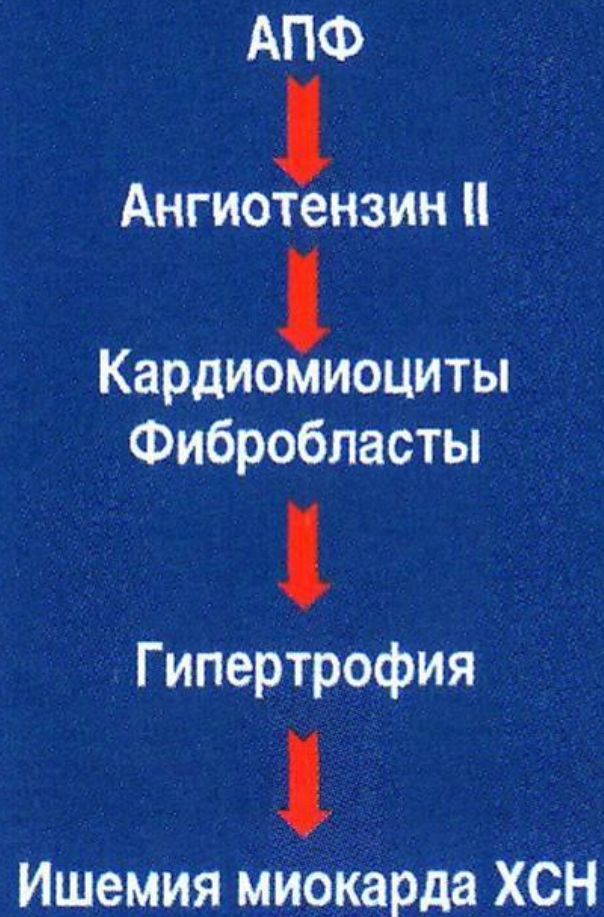 АПФ
Ангиотензин II
Кардиомиоциты
Фибробласты
Гипертрофия
Ишемия миокарда ХСН